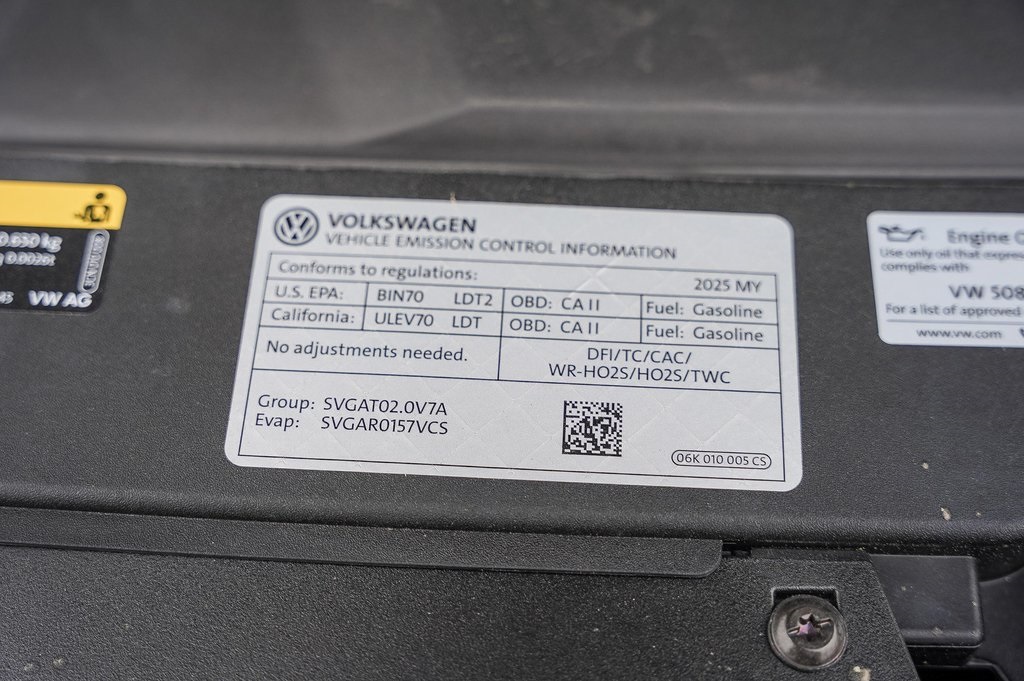 VOLKSWAGEN
VEHICLE EMISSION CONTROL INFORMATION
Conforms to regulations: 2025 MY
U.S. EPA: BIN70 LDT2 OBD: CA II Fuel: Gasoline
California: ULEV70 LDT OBD: CA II Fuel: Gasoline
No adjustments needed.
DFI/TC/CAC/
WR-HO2S/HO2S/TWC
Group: SVGAT02.0V7A
Evap: SVGAR0157VCS
06K 010 005 CS
kg
VW AG
Engine
Use only oil that
complies with
VW 508
For a list of approved
www.vw.com